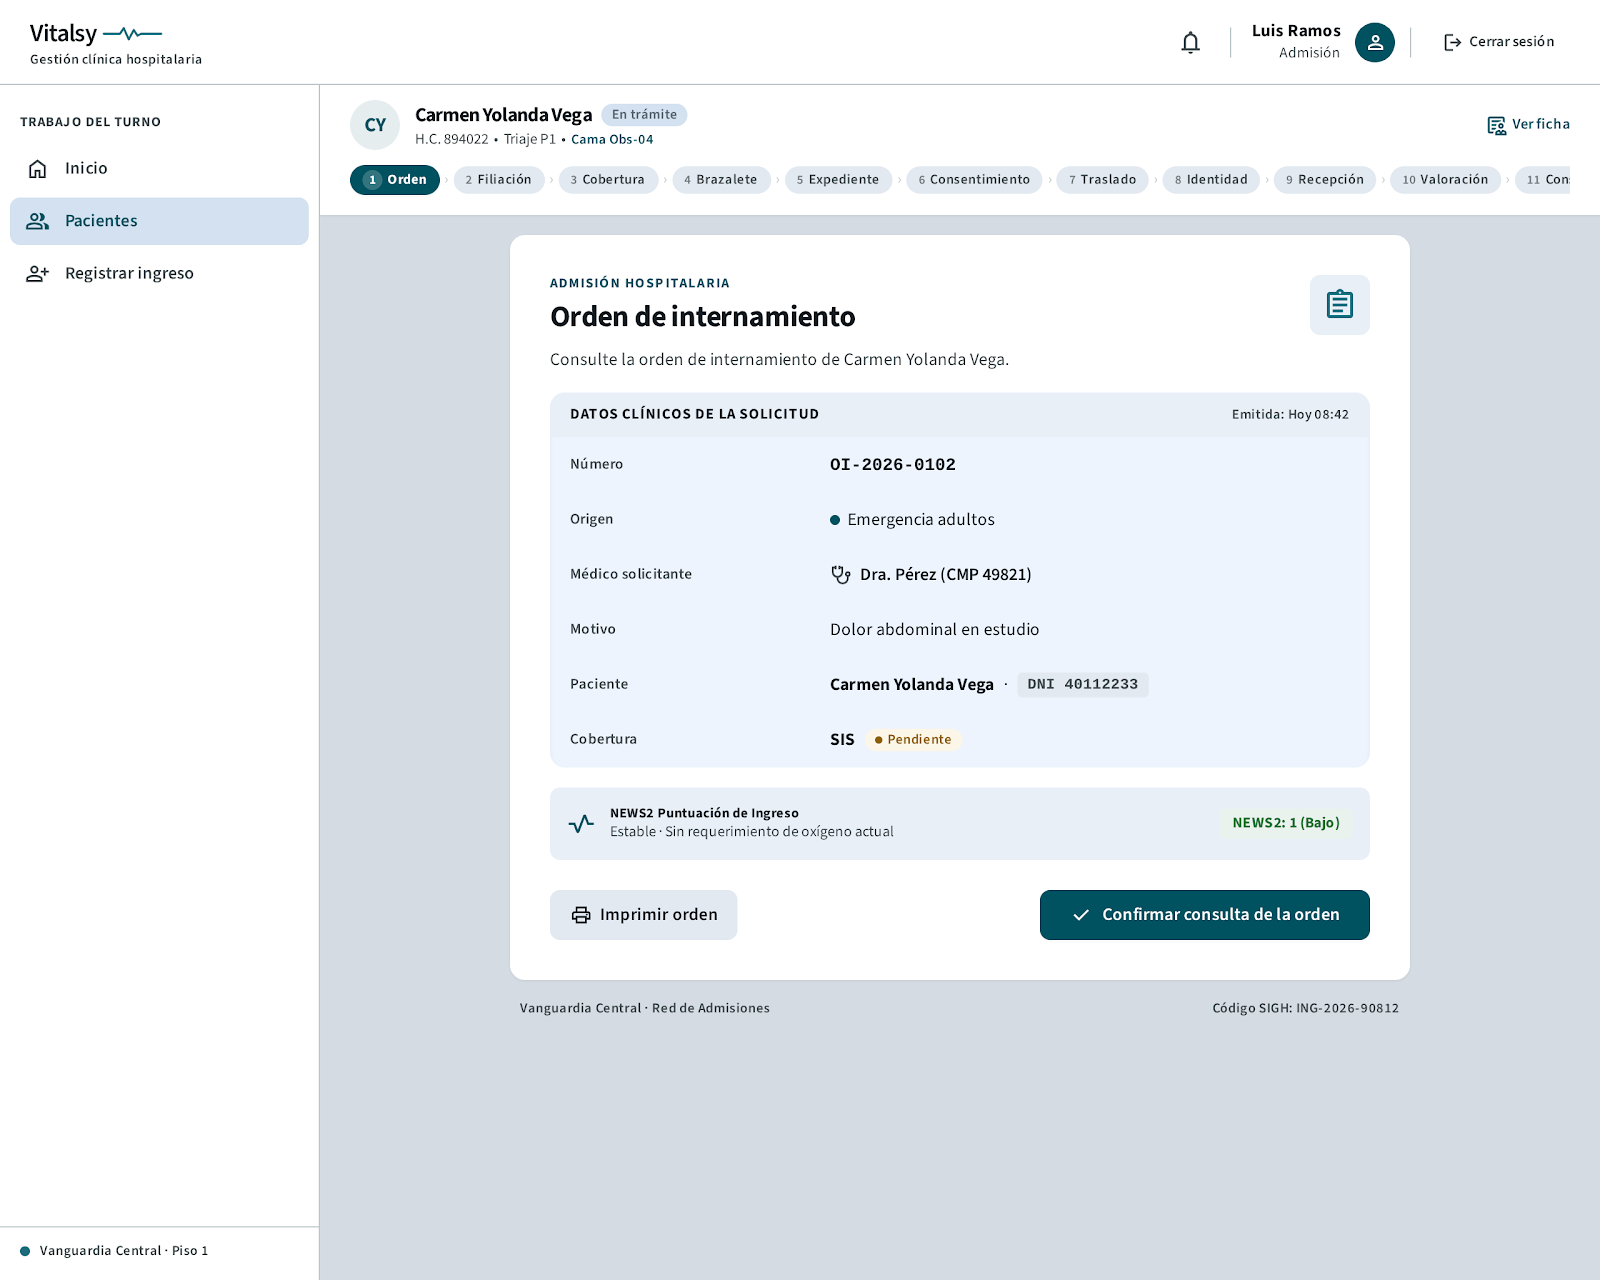 Vitalsy
Gestión clínica hospitalaria
Luis Ramos
Admisión
Cerrar sesión
TRABAJO DEL TURNO
Inicio
Pacientes
Registrar ingreso
CY
Carmen Yolanda Vega
En trámite
H.C. 894022 • Triaje P1 • Cama Obs-04
Ver ficha
1 Orden › 2 Filiación › 3 Cobertura › 4 Brazalete › 5 Expediente › 6 Consentimiento › 7 Traslado › 8 Identidad › 9 Recepción › 10 Valoración › 11 Con
ADMISIÓN HOSPITALARIA
Orden de internamiento
Consulte la orden de internamiento de Carmen Yolanda Vega.
DATOS CLÍNICOS DE LA SOLICITUD
Emitida: Hoy 08:42
Número
OI-2026-0102
Origen
Emergencia adultos
Médico solicitante
Dra. Pérez (CMP 49821)
Motivo
Dolor abdominal en estudio
Paciente
Carmen Yolanda Vega · DNI 40112233
Cobertura
SIS
Pendiente
NEWS2 Puntuación de Ingreso
Estable · Sin requerimiento de oxígeno actual
NEWS2: 1 (Bajo)
Imprimir orden
Confirmar consulta de la orden
Vanguardia Central · Red de Admisiones
Código SIGH: ING-2026-90812
Vanguardia Central · Piso 1